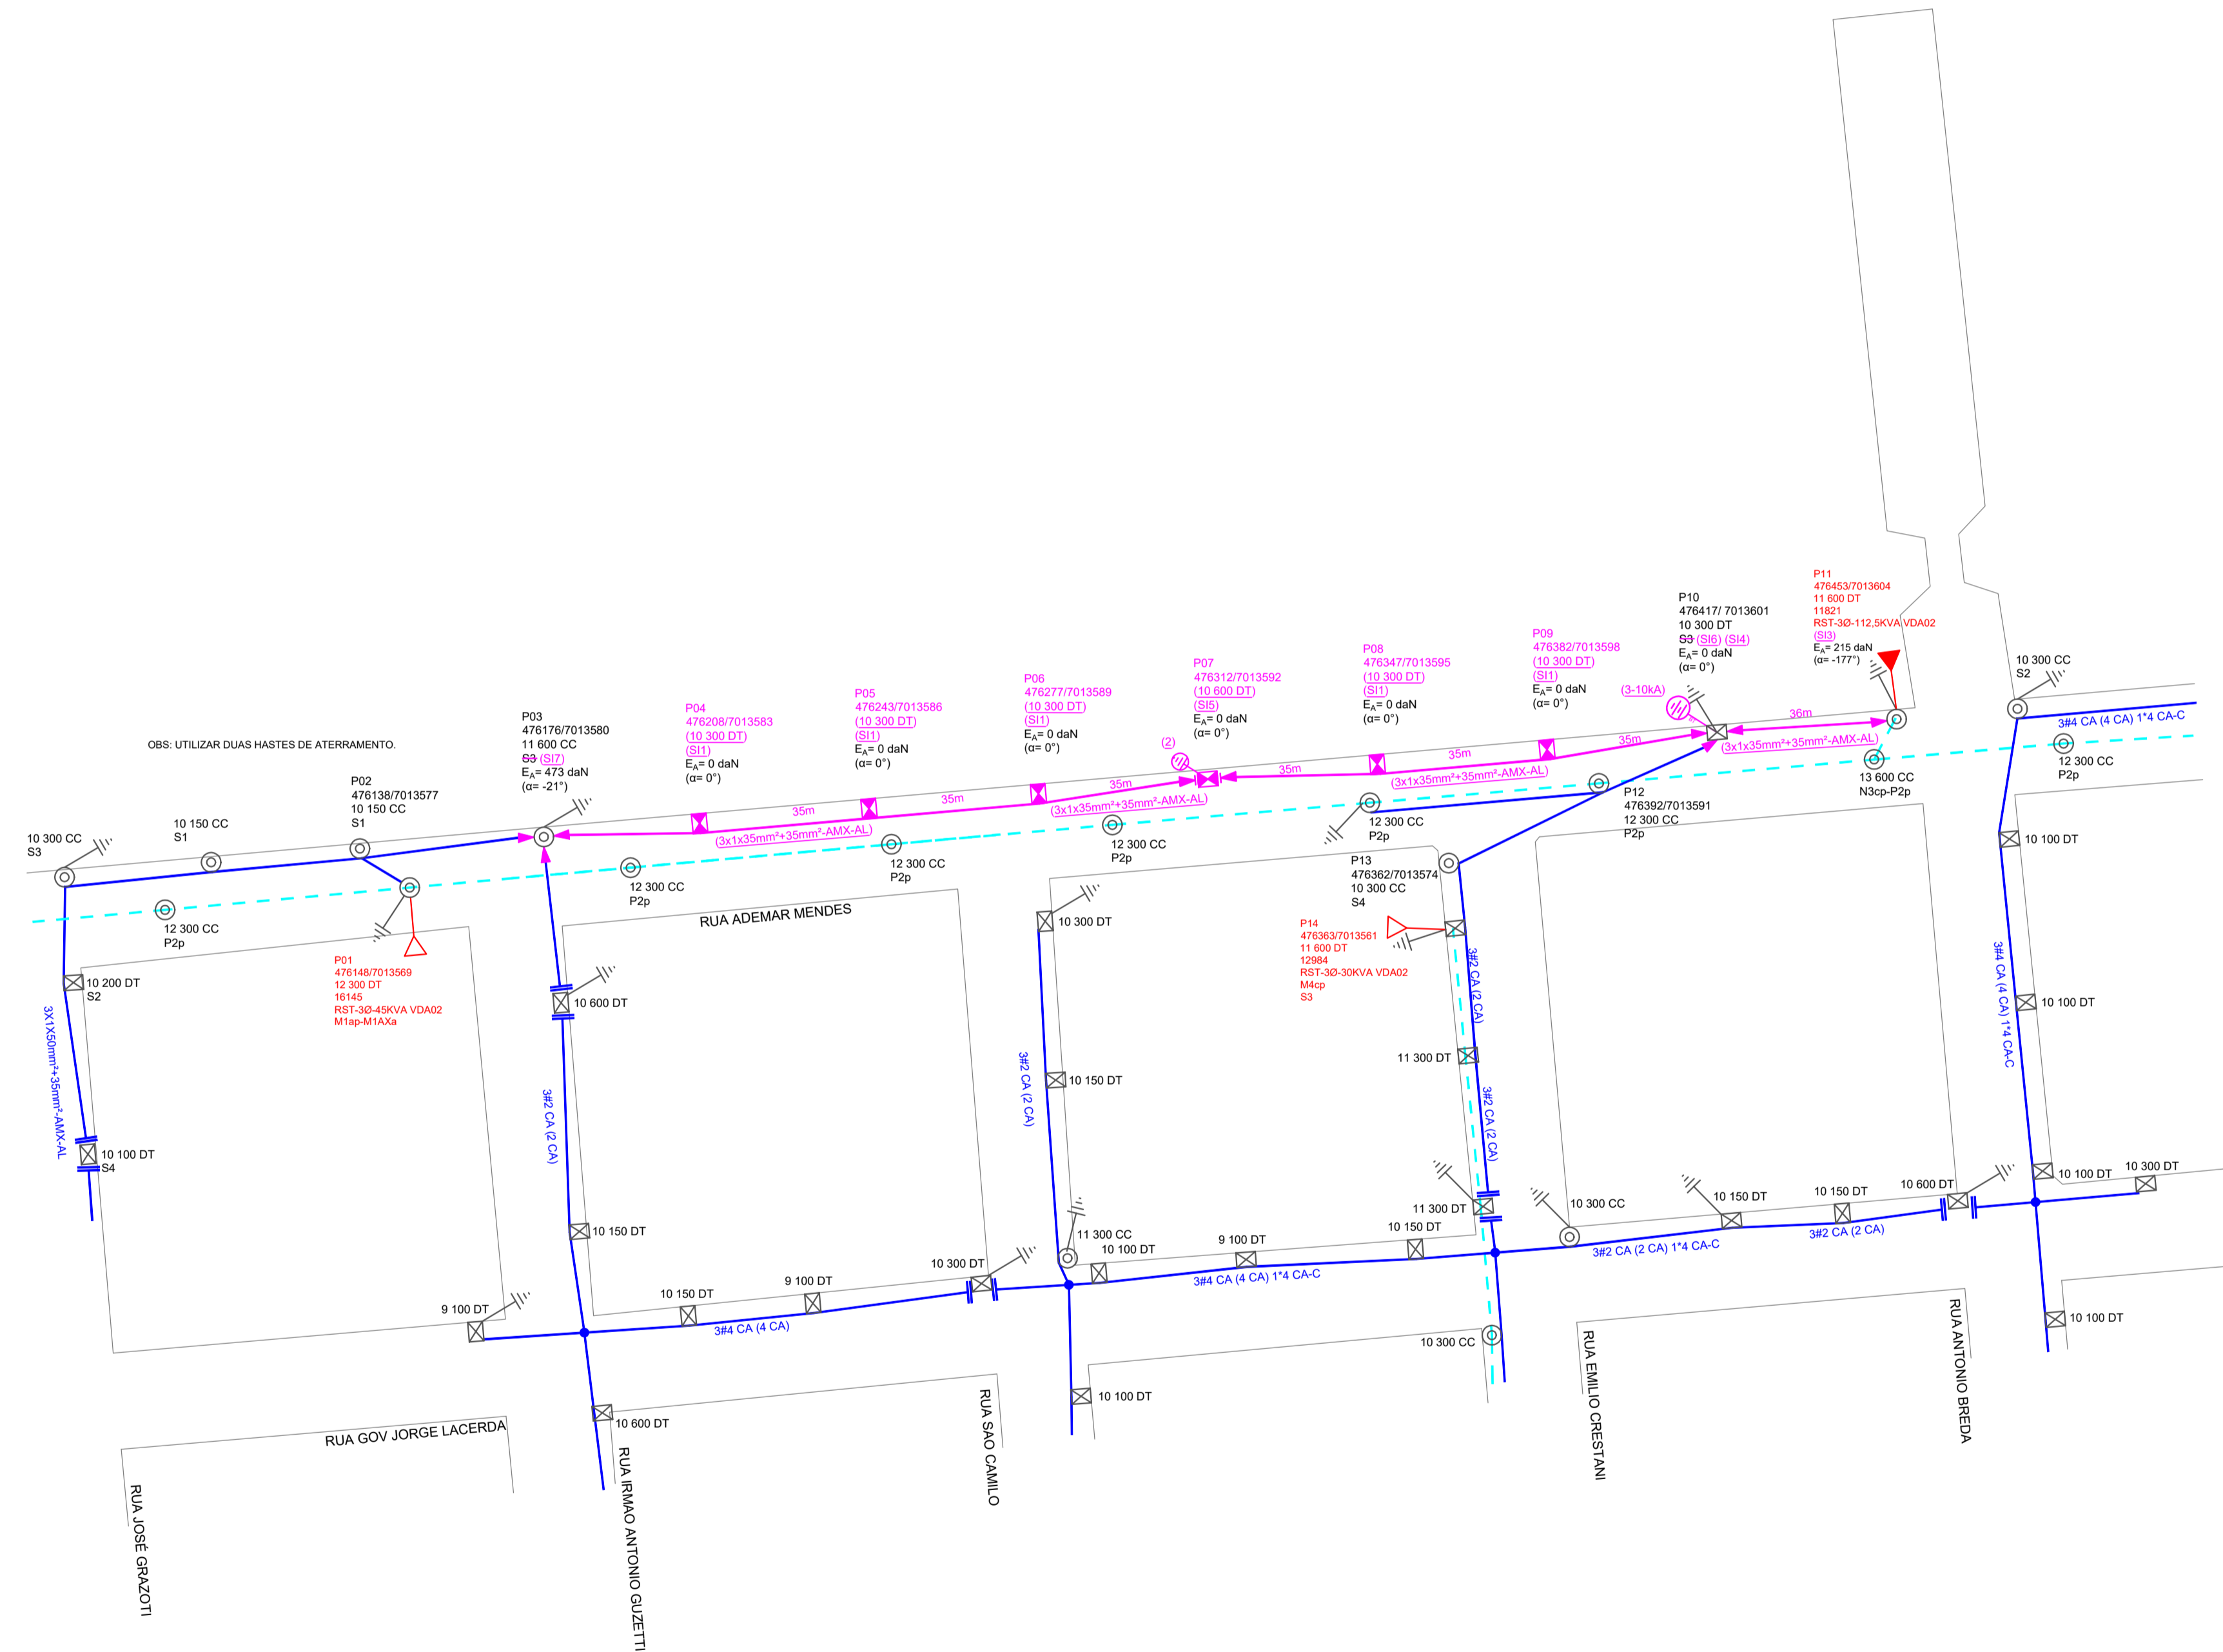 P11
476453/7013604
11 600 DT
11821
RST-3Ø-112,5KVA VDA02
(SI3)
E_A= 215 daN
(α= -177°)
P10
476417/ 7013601
10 300 DT
S3 (SI6) (SI4)
E_A= 0 daN
(α= 0°)
(3-10kA)
P09
476382/7013598
(10 300 DT)
(SI1)
E_A= 0 daN
(α= 0°)
P08
476347/7013595
(10 300 DT)
(SI1)
E_A= 0 daN
(α= 0°)
P07
476312/7013592
(10 600 DT)
(SI5)
E_A= 0 daN
(α= 0°)
(2)
P06
476277/7013589
(10 300 DT)
(SI1)
E_A= 0 daN
(α= 0°)
P05
476243/7013586
(10 300 DT)
(SI1)
E_A= 0 daN
(α= 0°)
P04
476208/7013583
(10 300 DT)
(SI1)
E_A= 0 daN
(α= 0°)
P03
476176/7013580
11 600 CC
S3 (SI7)
E_A= 473 daN
(α= -21°)
OBS: UTILIZAR DUAS HASTES DE ATERRAMENTO.
P02
476138/7013577
10 150 CC
S1
10 150 CC
S1
10 300 CC
S3
35m
35m
35m
35m
35m
35m
36m
(3x1x35mm²+35mm²-AMX-AL)
(3x1x35mm²+35mm²-AMX-AL)
(3x1x35mm²+35mm²-AMX-AL)
(3x1x35mm²+35mm²-AMX-AL)
10 300 CC
S2
3#4 CA (4 CA) 1*4 CA-C
12 300 CC
P2p
13 600 CC
N3cp-P2p
P12
476392/7013591
12 300 CC
P2p
12 300 CC
P2p
12 300 CC
P2p
12 300 CC
P2p
12 300 CC
P2p
12 300 CC
P2p
P13
476362/7013574
10 300 CC
S4
P14
476363/7013561
11 600 DT
12984
RST-3Ø-30KVA VDA02
M4cp
S3
P01
476148/7013569
12 300 DT
16145
RST-3Ø-45KVA VDA02
M1ap-M1AXa
RUA ADEMAR MENDES
10 200 DT
S2
3X1X50mm²+35mm²-AMX-AL
10 100 DT
S4
10 600 DT
3#2 CA (2 CA)
10 150 DT
10 300 DT
3#2 CA (2 CA)
10 150 DT
3#2 CA (2 CA)
11 300 DT
3#2 CA (2 CA)
11 300 DT
10 100 DT
3#4 CA (4 CA) 1*4 CA-C
10 100 DT
10 100 DT
10 300 DT
10 600 DT
10 150 DT
10 150 DT
10 300 CC
3#2 CA (2 CA) 1*4 CA-C
3#2 CA (2 CA)
11 300 CC
10 100 DT
9 100 DT
10 150 DT
3#4 CA (4 CA) 1*4 CA-C
10 300 DT
9 100 DT
10 150 DT
3#4 CA (4 CA)
9 100 DT
10 300 CC
10 100 DT
10 100 DT
10 600 DT
RUA GOV JORGE LACERDA
RUA JOSÉ GRAZOTI
RUA IRMAO ANTONIO GUZETTI
RUA SAO CAMILO
RUA EMILIO CRESTANI
RUA ANTONIO BREDA